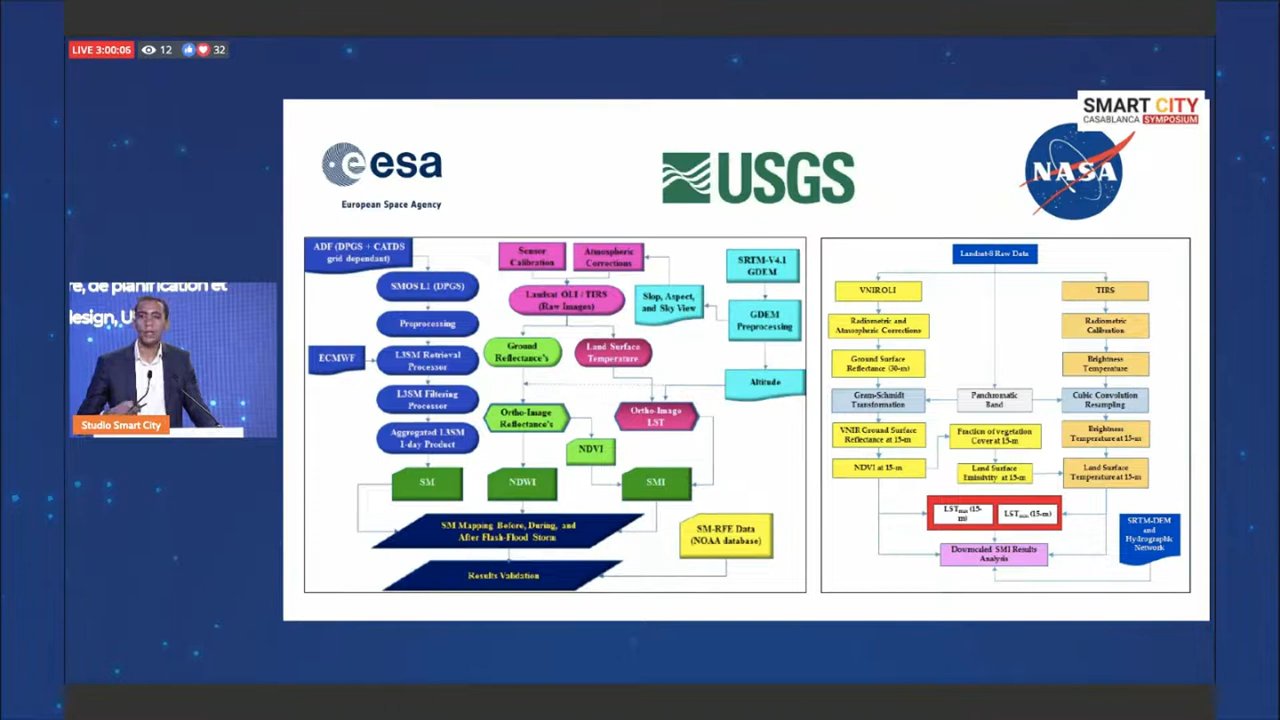 LIVE 3:00:05
12
32
SMART CITY
CASABLANCA SYMPOSIUM
esa
European Space Agency
USGS
NASA
re, de planification et
design, U
Studio Smart City
ADF (DPGS + CATDS
grid dependant)
SMOS L1 (DPGS)
Preprocessing
ECMWF
L3SM Retrieval
Processor
L3SM Filtering
Processor
Aggregated L3SM
1-day Product
SM
Sensor
Calibration
Atmospheric
Corrections
Landsat OLI / TIRS
(Raw Images)
Ground
Reflectance's
Land Surface
Temperature
Ortho-Image
Reflectance's
Ortho-Image
LST
NDVI
NDWI
SMI
SRTM-V4.1
GDEM
Slop, Aspect,
and Sky View
GDEM
Preprocessing
Altitude
SM Mapping Before, During, and
After Flash-Flood Storm
SM-RFE Data
(NOAA database)
Results Validation
Landsat-8 Raw Data
VNIR OLI
TIRS
Radiometric and
Atmospheric Corrections
Radiometric
Calibration
Ground Surface
Reflectance (30-m)
Brightness
Temperature
Gram-Schmidt
Transformation
Panchromatic
Band
Cubic Convolution
Resampling
VNIR Ground Surface
Reflectance at 15-m
Fraction of vegetation
Cover at 15-m
Brightness
Temperature at 15-m
NDVI at 15-m
Land Surface
Emissivity at 15-m
Land Surface
Temperature at 15-m
LSTmax (15-
m)
LSTmin (15-m)
SRTM-DEM
and
Hydrographic
Network
Downscaled SMI Results
Analysis